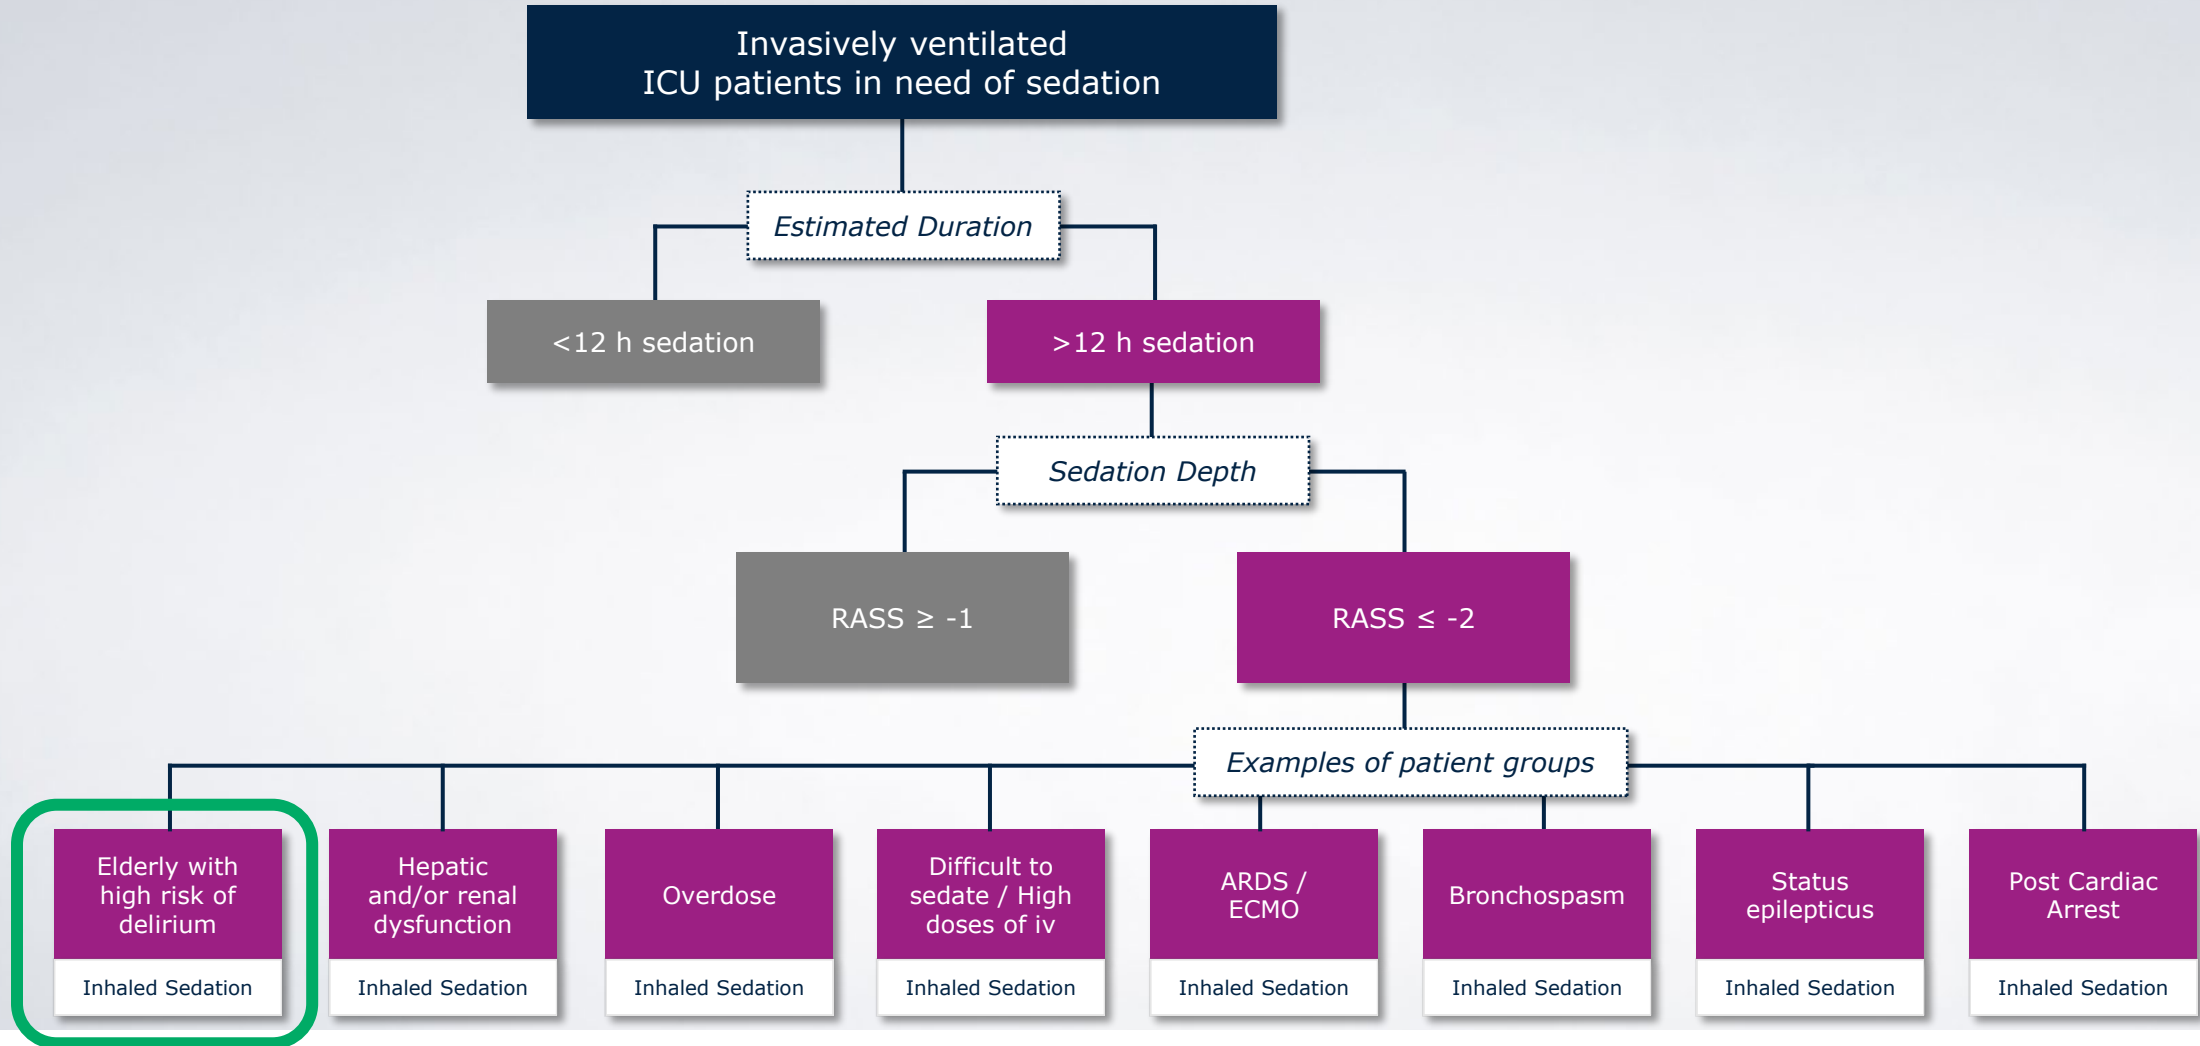 Invasively ventilated
ICU patients in need of sedation
Estimated Duration
<12 h sedation
>12 h sedation
Sedation Depth
RASS ≥ -1
RASS ≤ -2
Examples of patient groups
Elderly with
high risk of
delirium
Inhaled Sedation
Hepatic
and/or renal
dysfunction
Inhaled Sedation
Overdose
Inhaled Sedation
Difficult to
sedate / High
doses of iv
Inhaled Sedation
ARDS /
ECMO
Inhaled Sedation
Bronchospasm
Inhaled Sedation
Status
epilepticus
Inhaled Sedation
Post Cardiac
Arrest
Inhaled Sedation